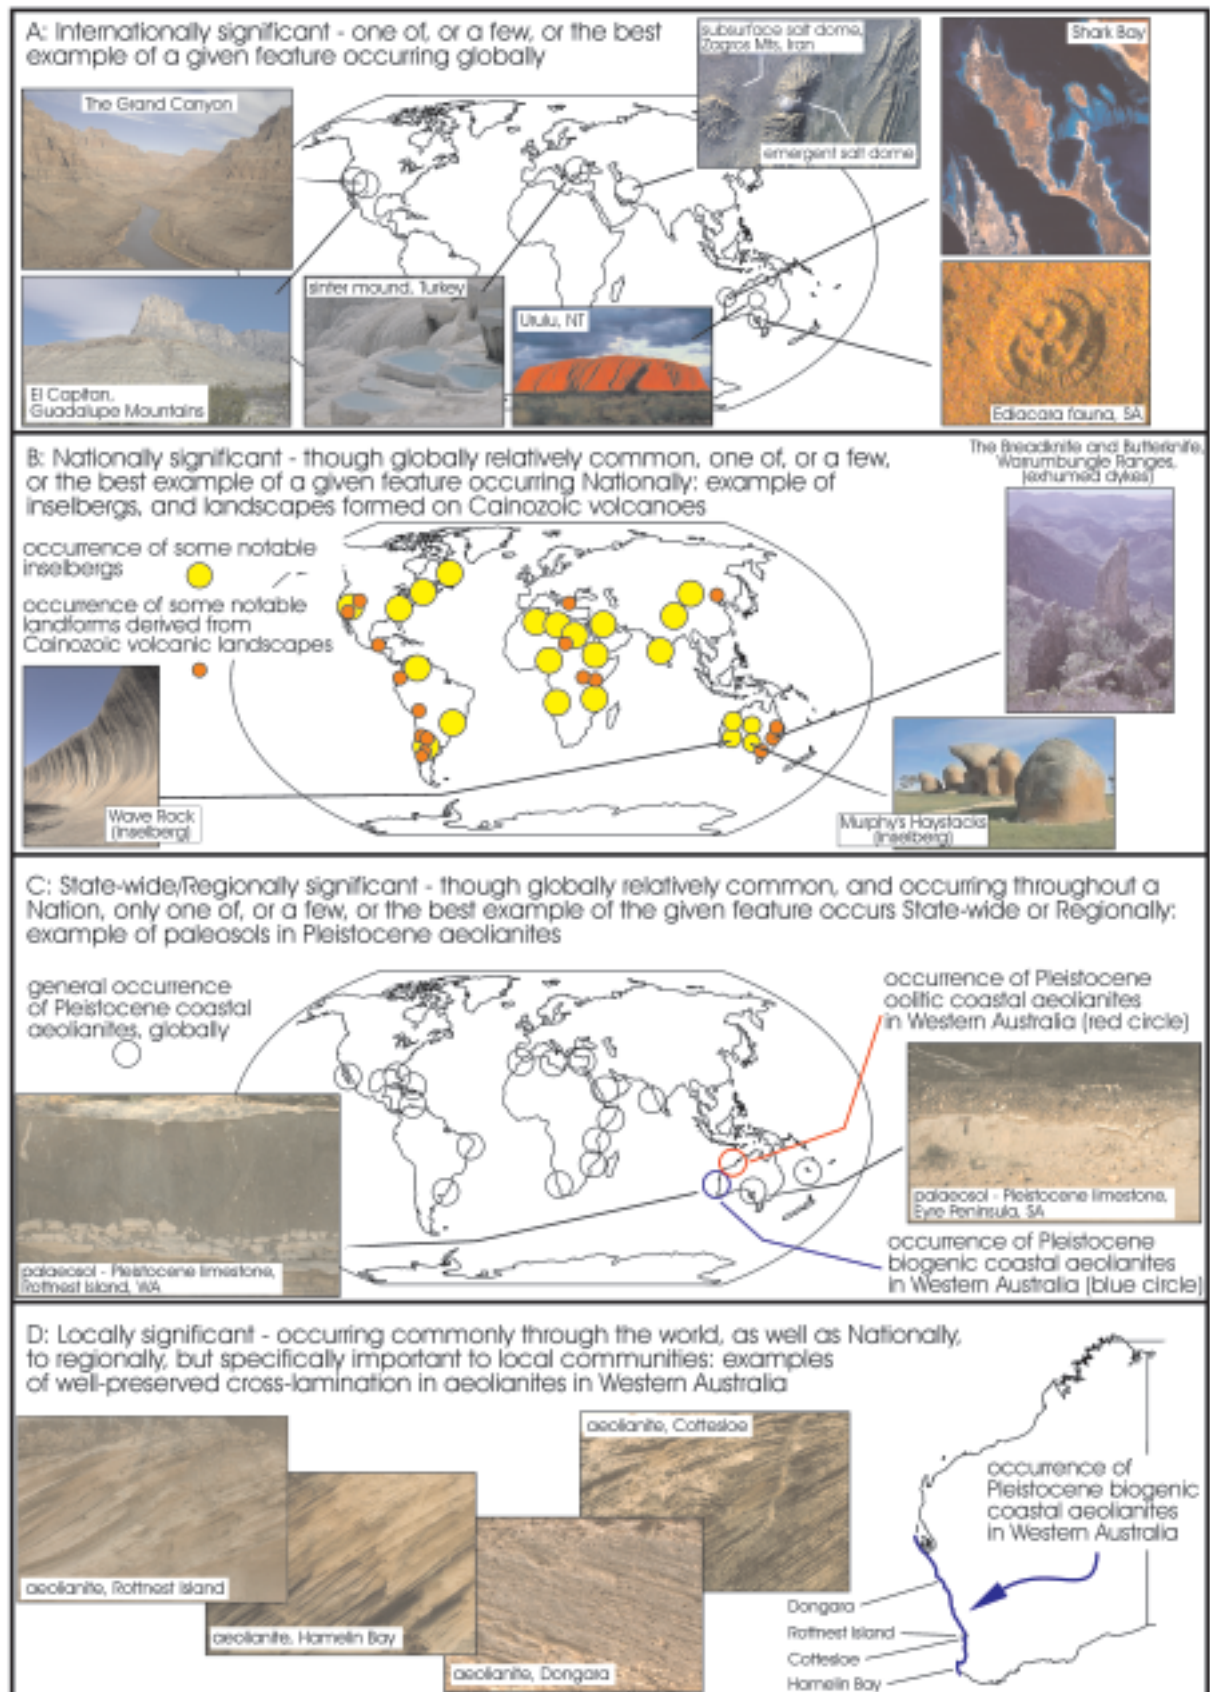 A: Internationally significant - one of, or a few, or the best
example of a given feature occurring globally
The Grand Canyon
subsurface salt dome,
Zagros Mts, Iran
emergent salt dome
Shark Bay
El Capitan,
Guadalupe Mountains
sinter mound, Turkey
Uluru, NT
Ediacara fauna, SA
B: Nationally significant - though globally relatively common, one of, or a few,
or the best example of a given feature occurring Nationally: example of
inselbergs, and landscapes formed on Cainozoic volcanoes
The Breadknife and Butterknife,
Warrumbungle Ranges,
(exhumed dykes)
occurrence of some notable
inselbergs
occurrence of some notable
landforms derived from
Cainozoic volcanic landscapes
Wave Rock
(inselberg)
Murphy's Haystacks
(inselberg)
C: State-wide/Regionally significant - though globally relatively common, and occurring throughout a
Nation, only one of, or a few, or the best example of the given feature occurs State-wide or Regionally:
example of paleosols in Pleistocene aeolianites
general occurrence
of Pleistocene coastal
aeolianites, globally
occurrence of Pleistocene
oolitic coastal aeolianites
in Western Australia (red circle)
palaeosol - Pleistocene limestone,
Rottnest Island, WA
palaeosol - Pleistocene limestone,
Eyre Peninsula, SA
occurrence of Pleistocene
biogenic coastal aeolianites
in Western Australia (blue circle)
D: Locally significant - occurring commonly through the world, as well as Nationally,
to regionally, but specifically important to local communities: examples
of well-preserved cross-lamination in aeolianites in Western Australia
aeolianite, Rottnest Island
aeolianite, Hamelin Bay
aeolianite, Cottesloe
aeolianite, Dongara
occurrence of
Pleistocene biogenic
coastal aeolianites
in Western Australia
Dongara
Rottnest Island
Cottesloe
Hamelin Bay